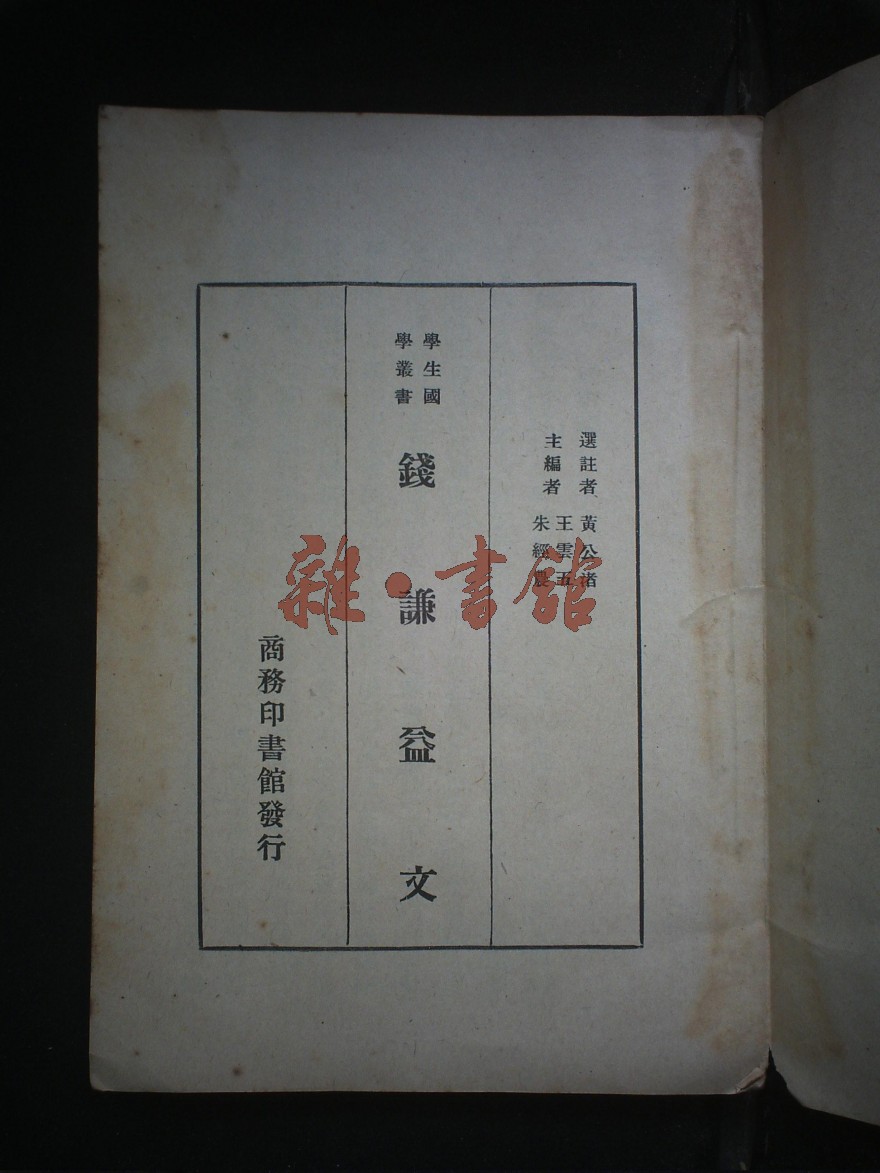 選註者 黃公渚
主編者 王雲五
朱經農
學生國
學叢書
錢謙益文
商務印書館發行
雜·書館